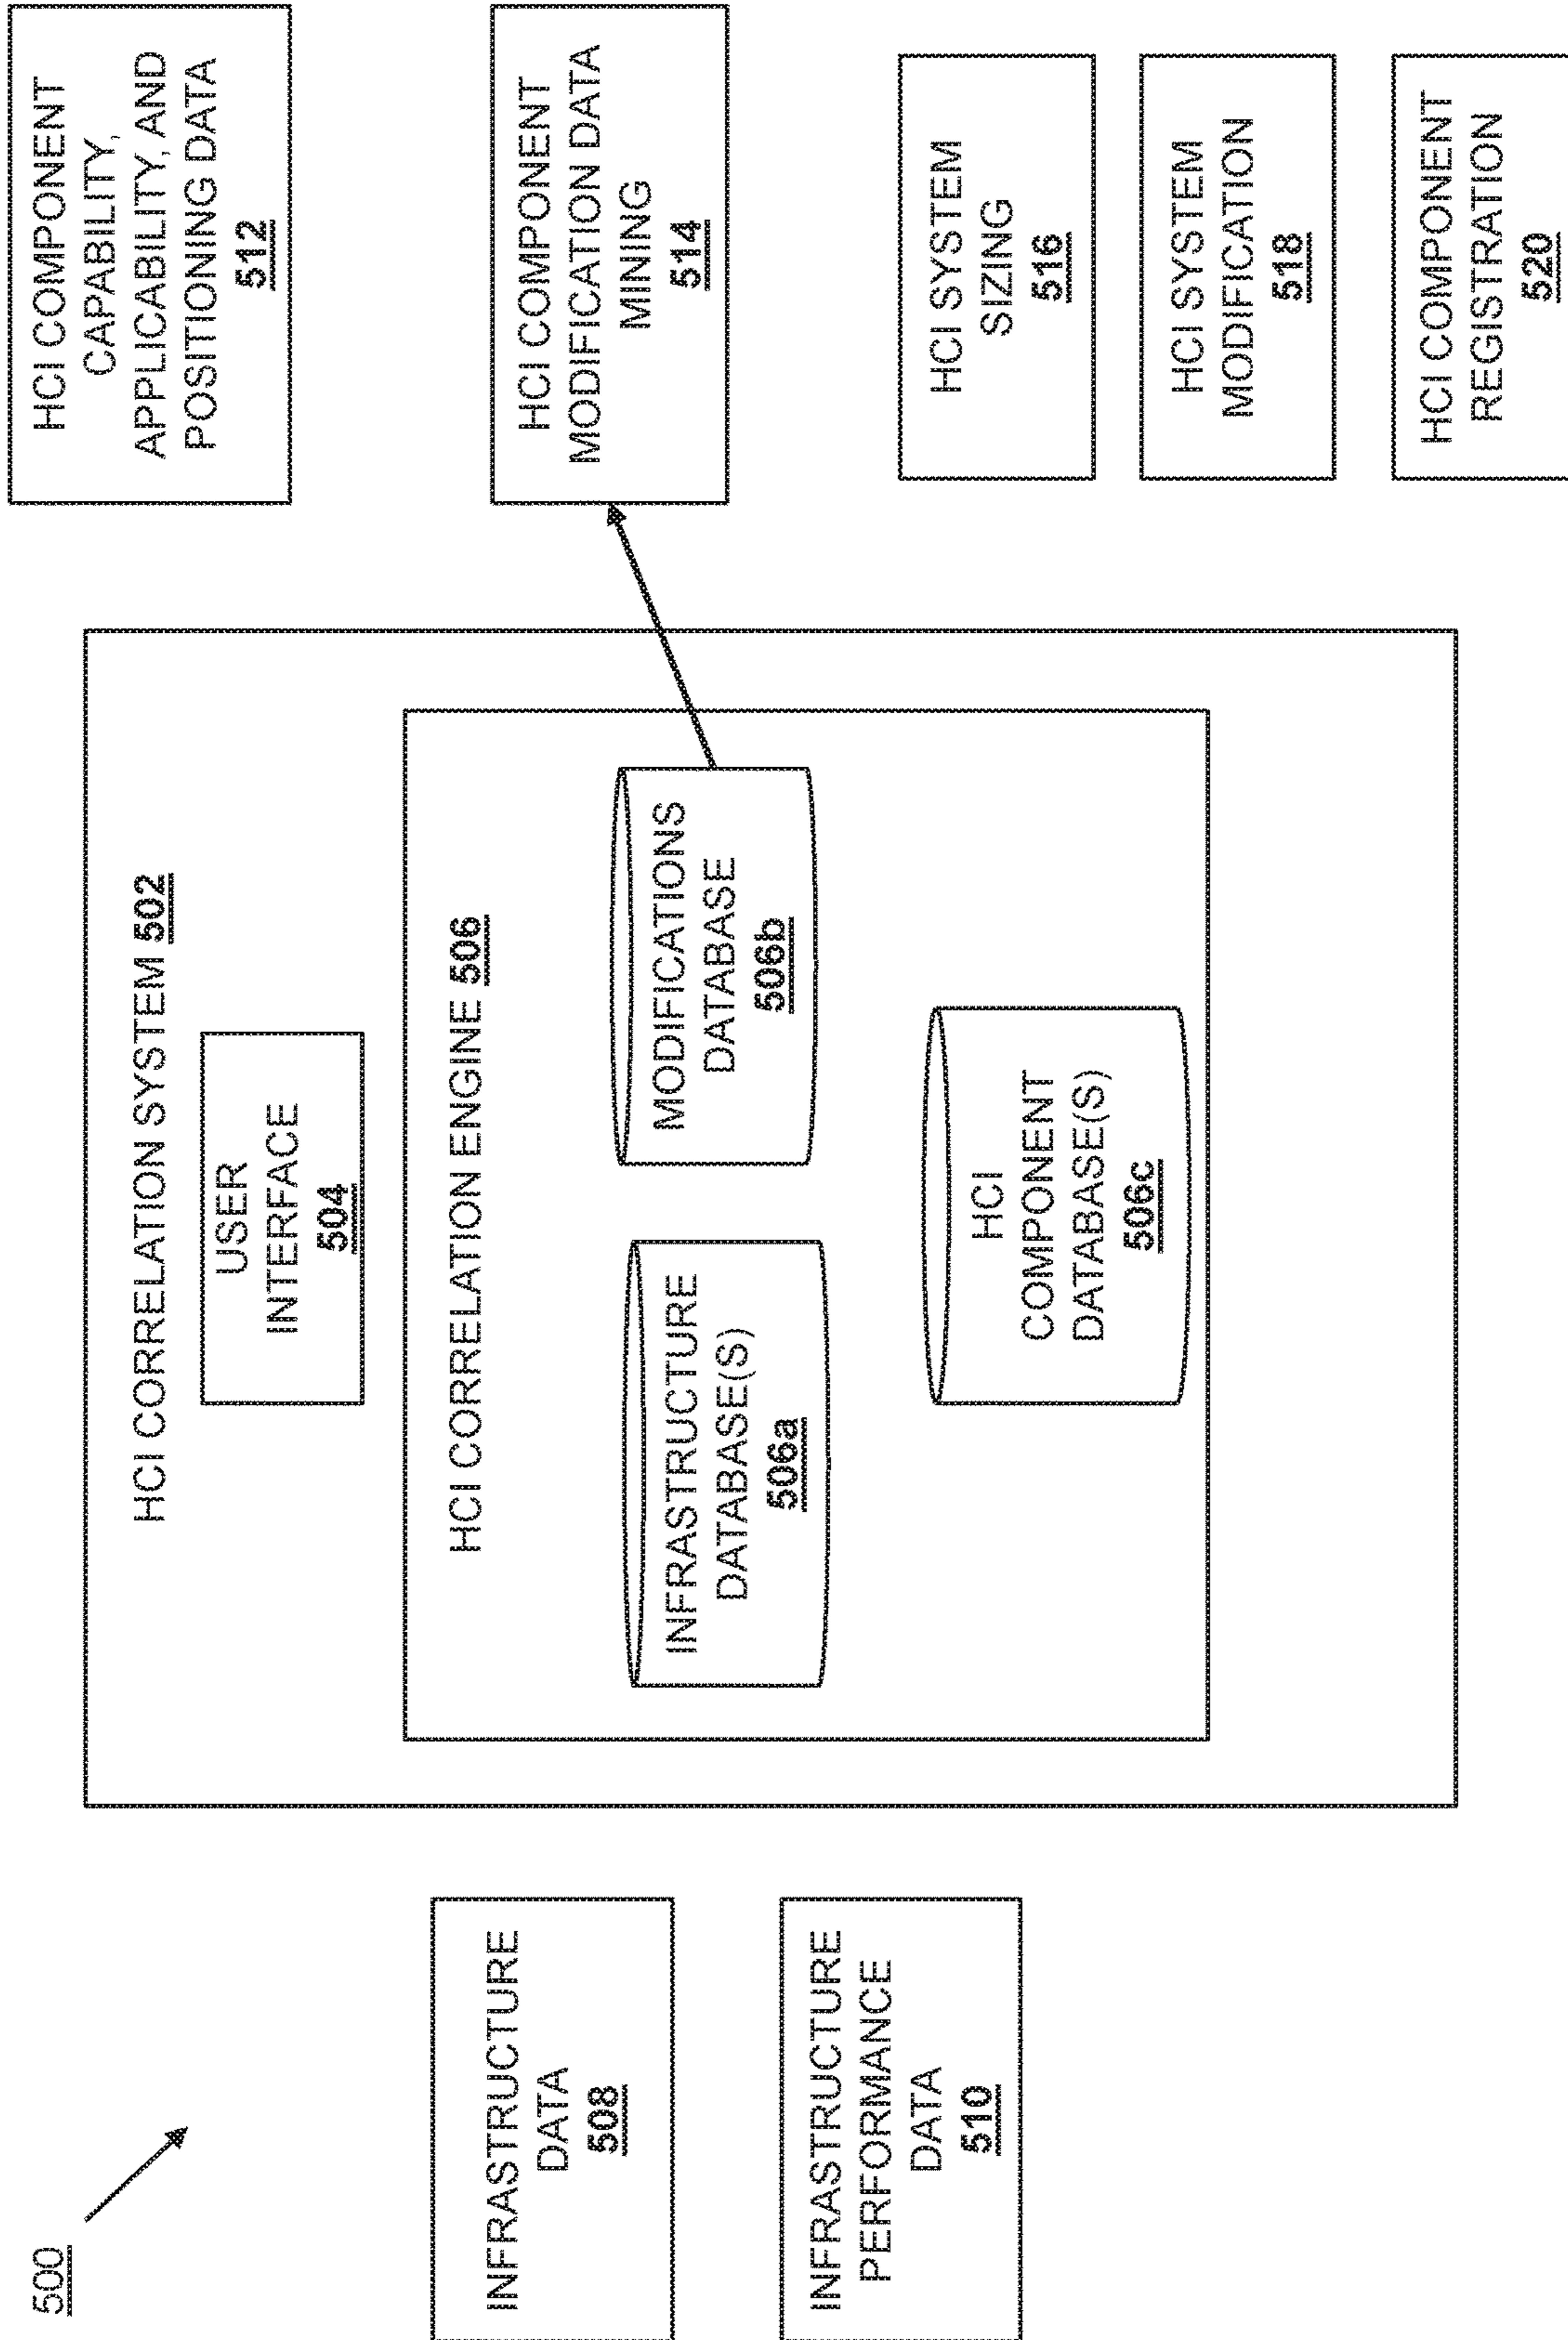 500
INFRASTRUCTURE
DATA
508
INFRASTRUCTURE
PERFORMANCE
DATA
510
HCI CORRELATION SYSTEM 502
USER
INTERFACE
504
HCI CORRELATION ENGINE 506
INFRASTRUCTURE
DATABASE(S)
506a
MODIFICATIONS
DATABASE
506b
HCI
COMPONENT
DATABASE(S)
506c
HCI COMPONENT
CAPABILITY,
APPLICABILITY, AND
POSITIONING DATA
512
HCI COMPONENT
MODIFICATION DATA
MINING
514
HCI SYSTEM
SIZING
516
HCI SYSTEM
MODIFICATION
518
HCI COMPONENT
REGISTRATION
520